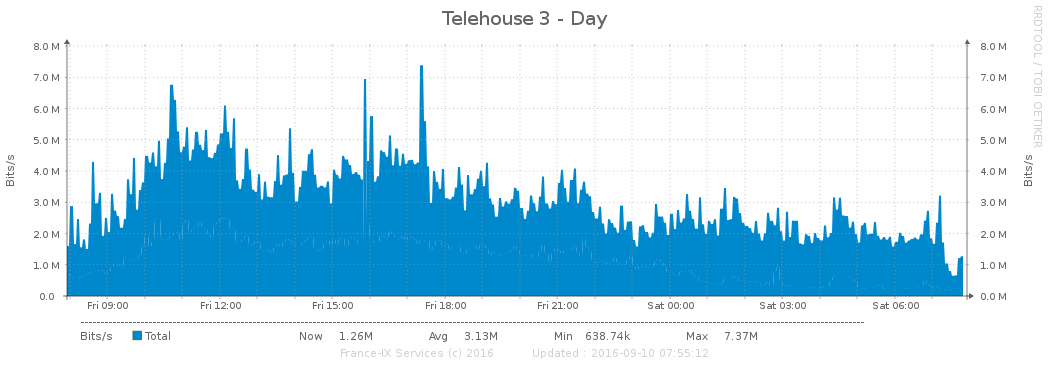 Telehouse 3 - Day
RRDTOOL / TOBI OETIKER
Bits/s
8.0 M 8.0 M
7.0 M 7.0 M
6.0 M 6.0 M
5.0 M 5.0 M
4.0 M 4.0 M
3.0 M 3.0 M
2.0 M 2.0 M
1.0 M 1.0 M
0.0 0.0 M
Bits/s
Fri 09:00 Fri 12:00 Fri 15:00 Fri 18:00 Fri 21:00 Sat 00:00 Sat 03:00 Sat 06:00
Bits/s Total Now 1.26M Avg 3.13M Min 638.74k Max 7.37M
France-IX Services (c) 2016 Updated : 2016-09-10 07:55:12